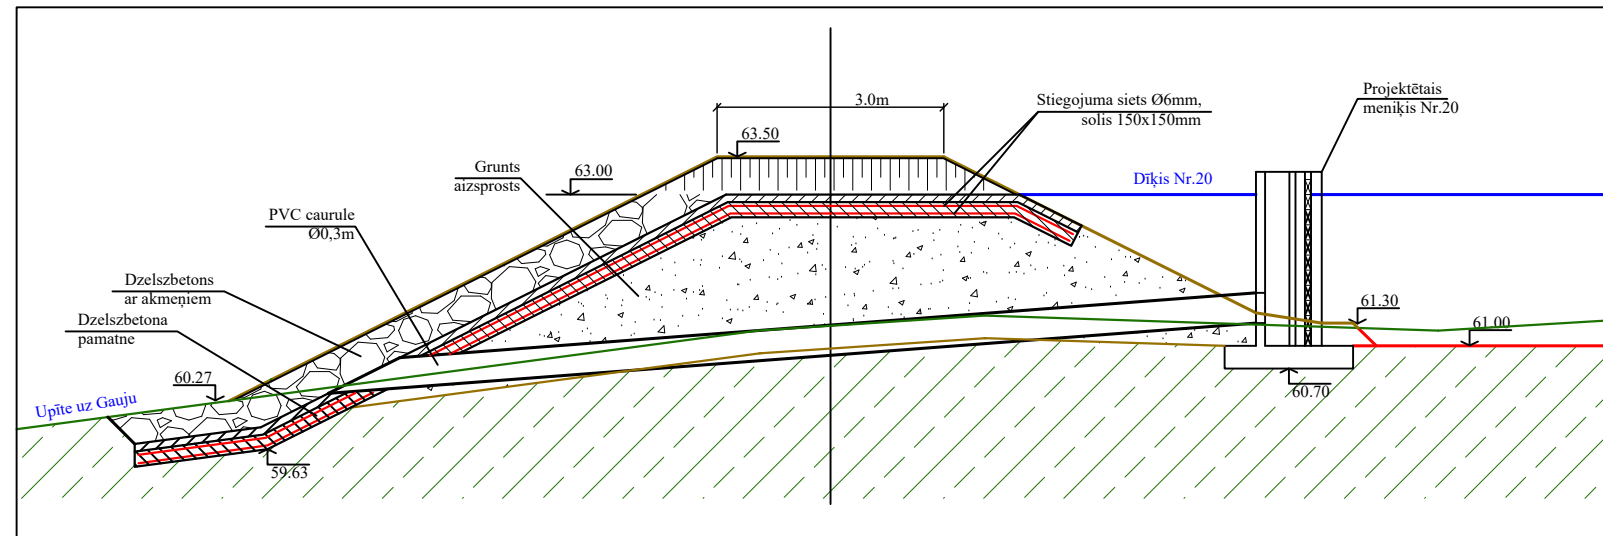 3.0m
Stiegojuma siets Ø6mm,
solis 150x150mm
Projektētais
meniķis Nr.20
63.50
Grunts
aizsprosts
63.00
Dīķis Nr.20
PVC caurule
Ø0,3m
Dzelszbetons
ar akmeņiem
Dzelszbetona
pamatne
61.30
61.00
60.27
Upīte uz Gauju
60.70
59.63